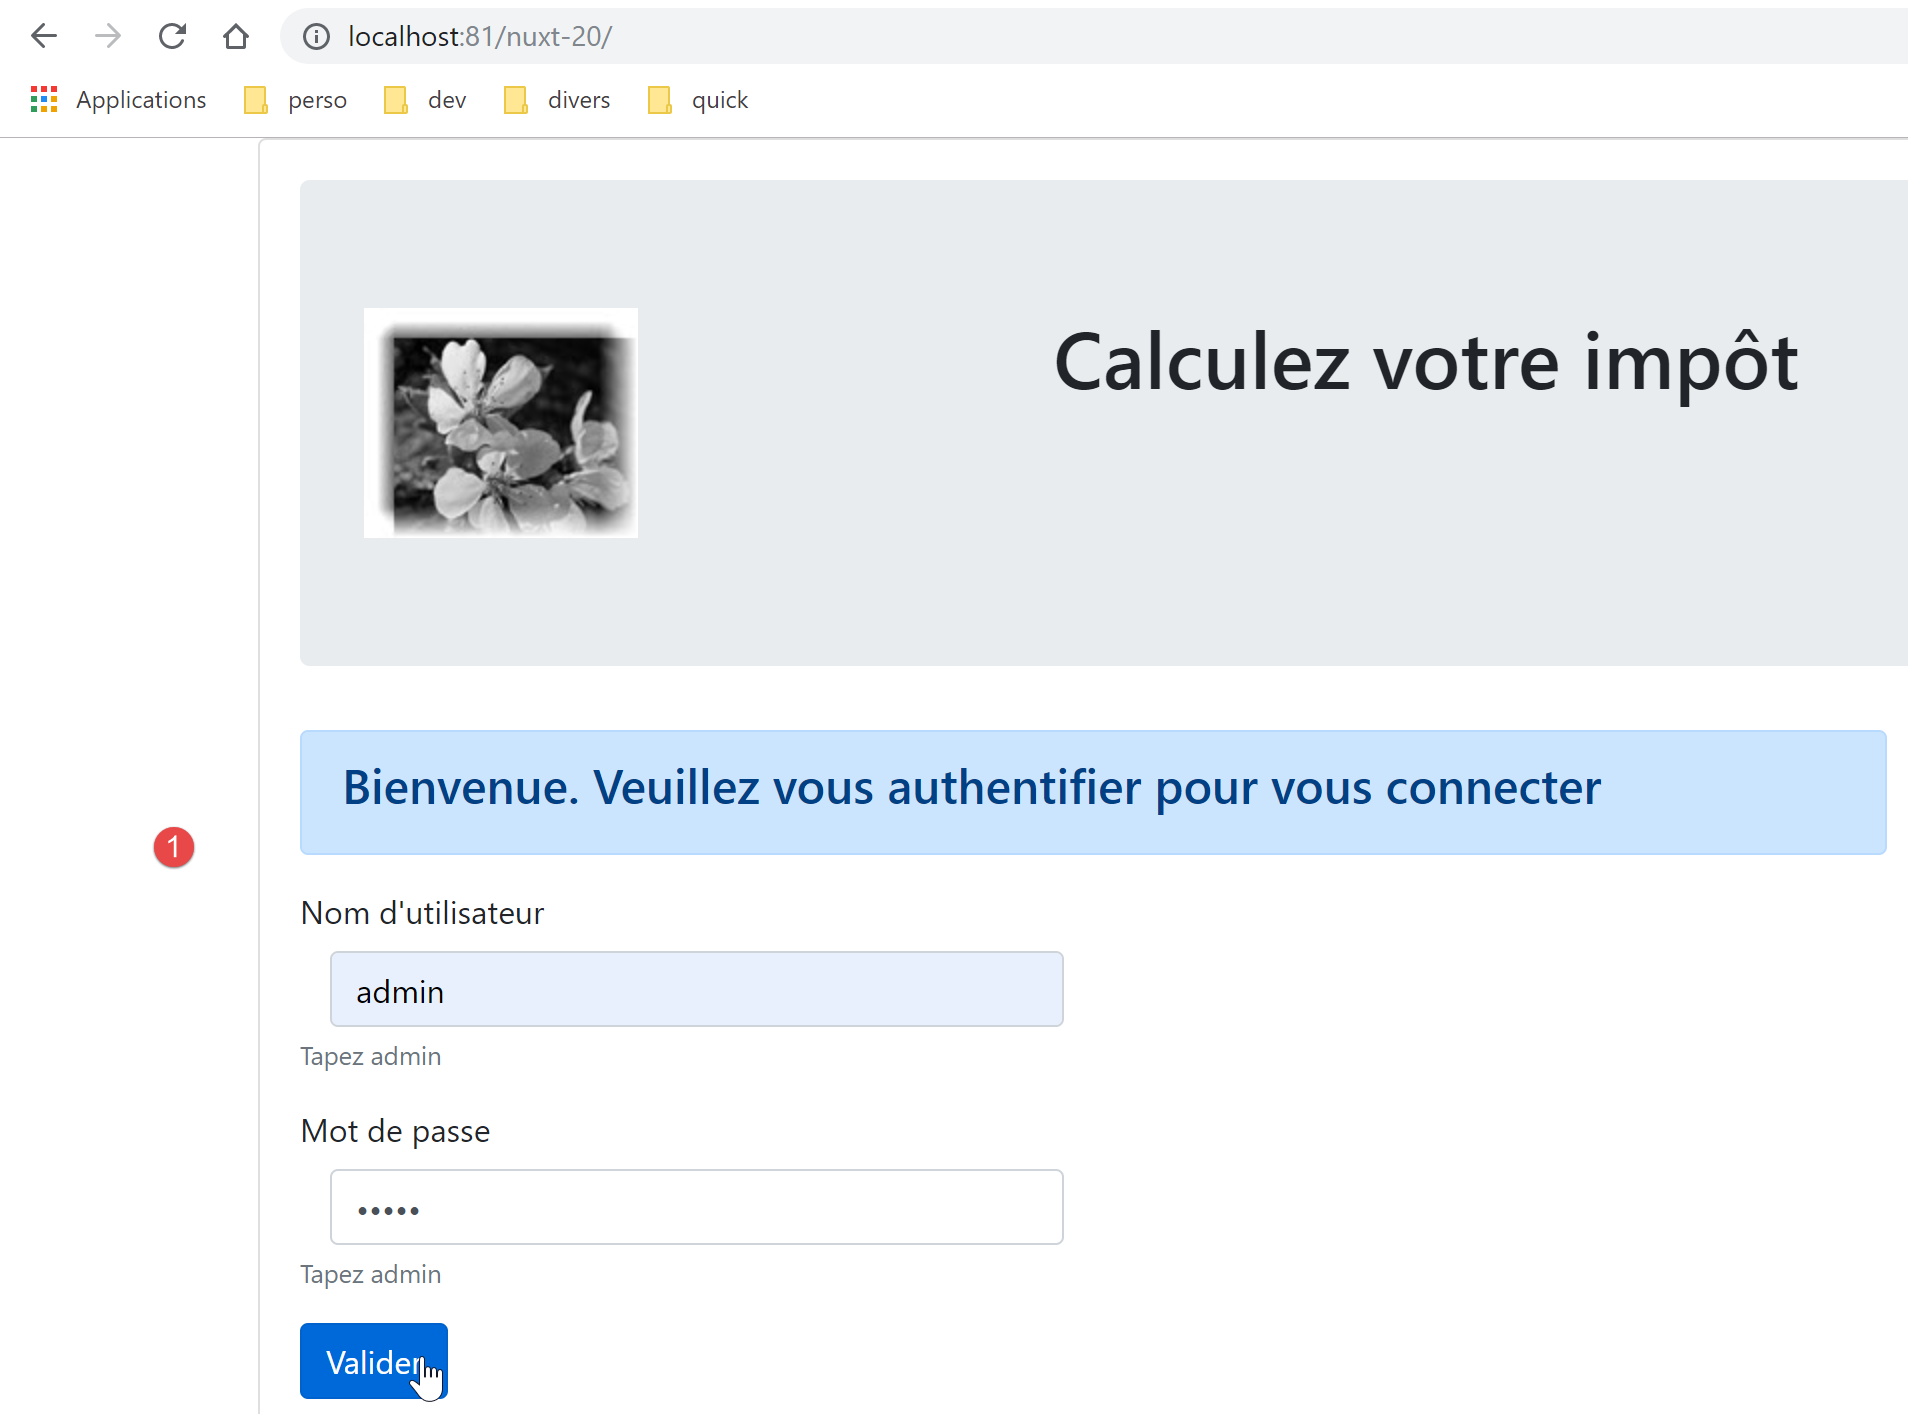 localhost:81/nuxt-20/
Applications perso dev divers quick
Calculez votre impôt
Bienvenue. Veuillez vous authentifier pour vous connecter
1
Nom d'utilisateur
admin
Tapez admin
Mot de passe
•••••
Tapez admin
Valider